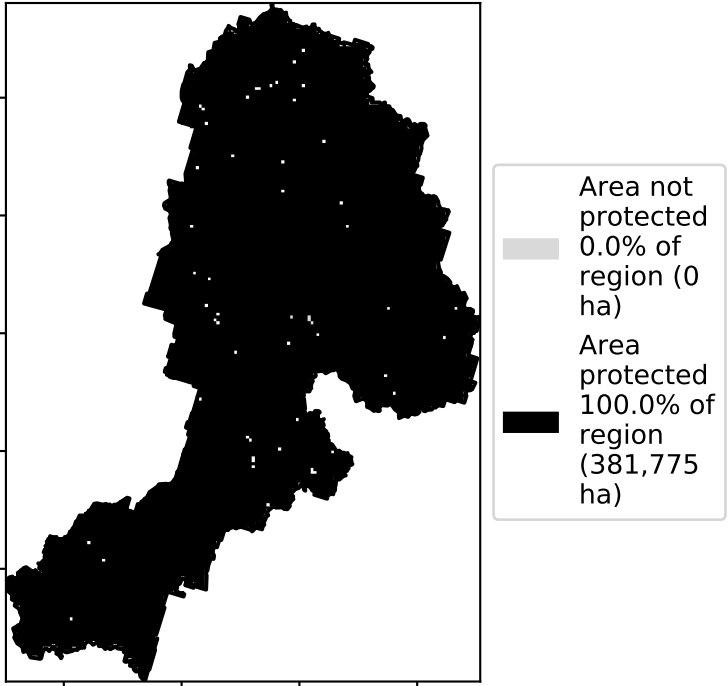 Area not
protected
0.0% of
region (0
ha)
Area
protected
100.0% of
region
(381,775
ha)